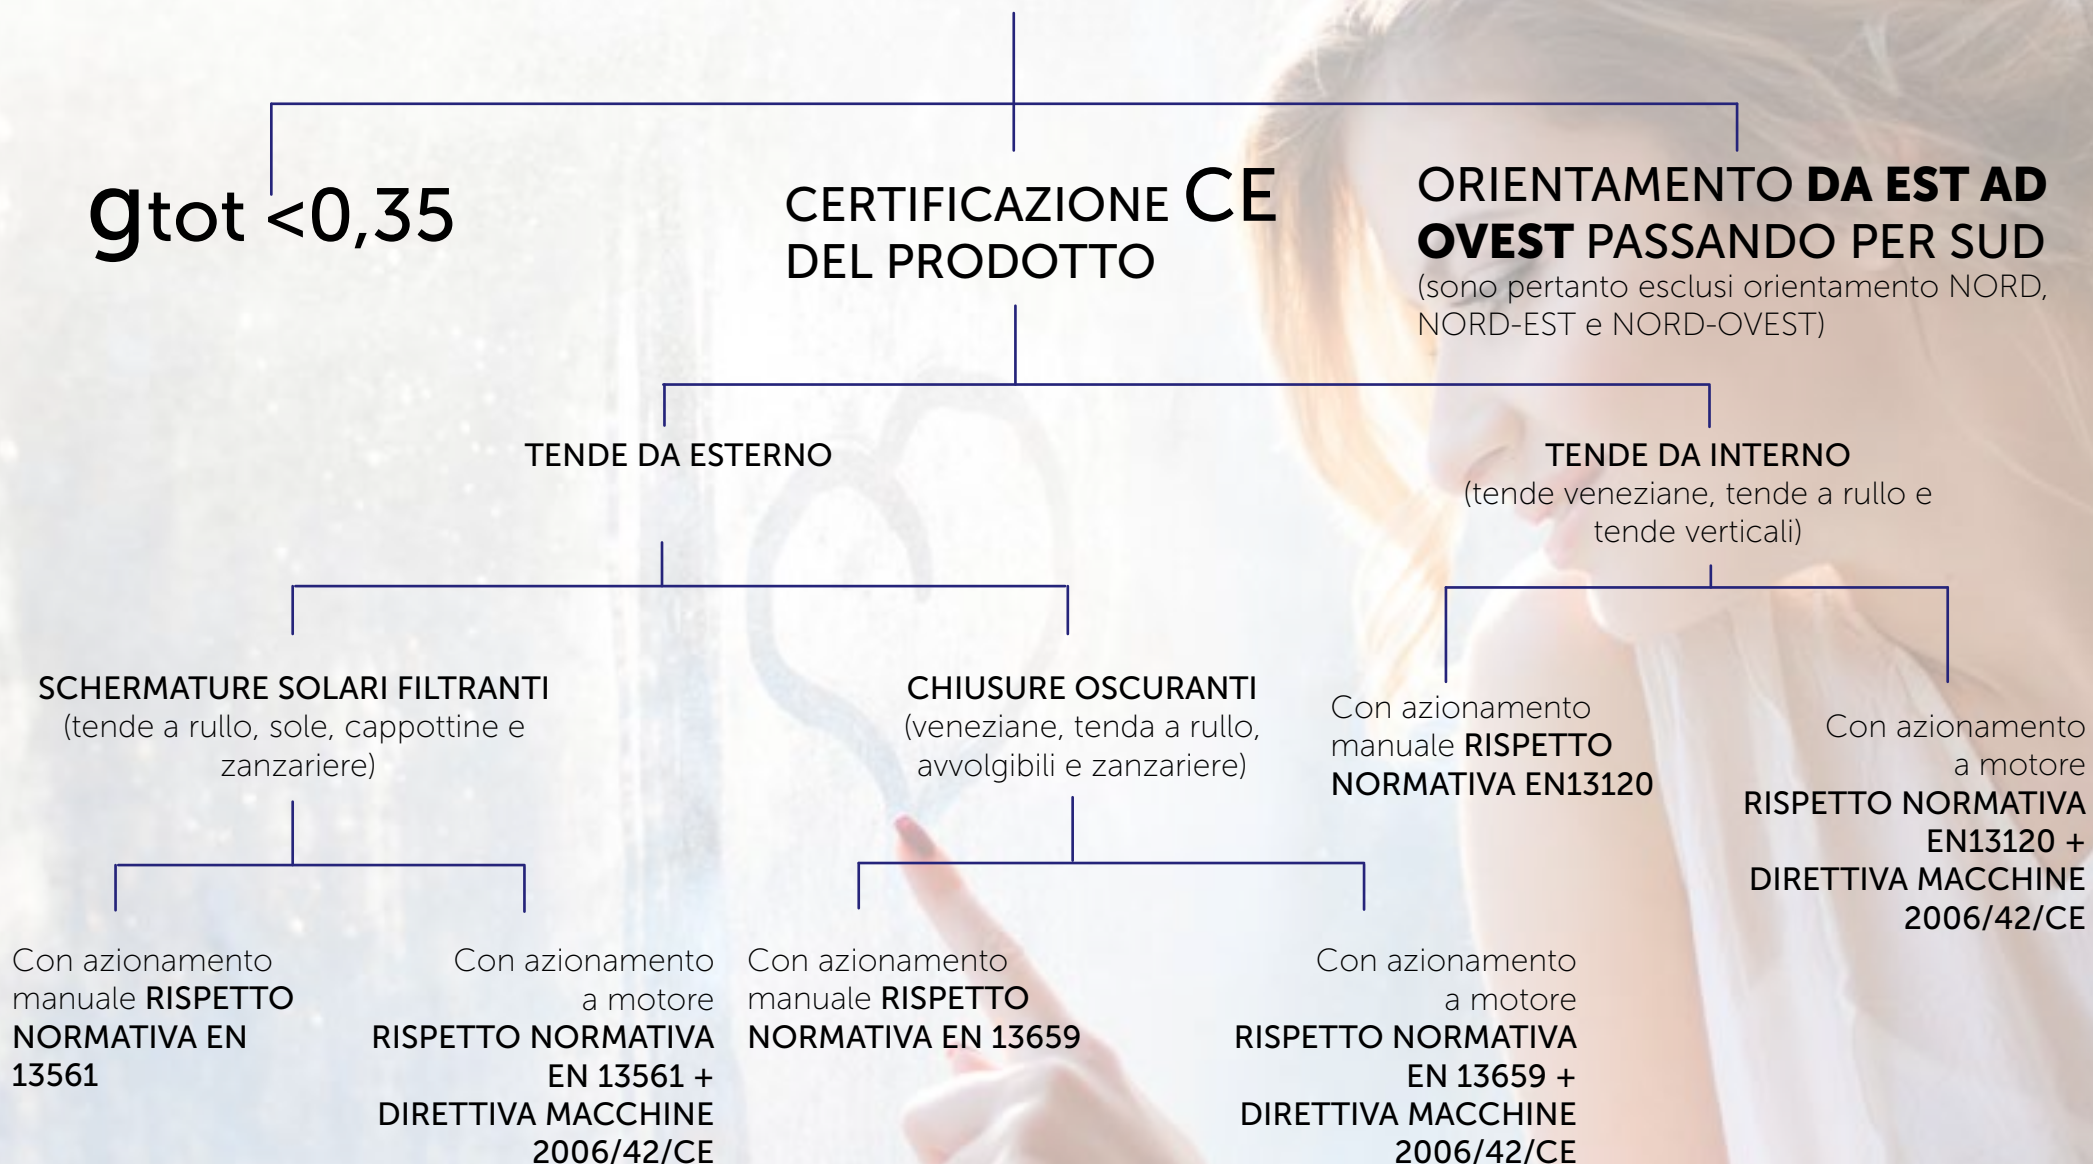 gtot <0,35
CERTIFICAZIONE CE
DEL PRODOTTO
ORIENTAMENTO DA EST AD
OVEST PASSANDO PER SUD
(sono pertanto esclusi orientamento NORD,
NORD-EST e NORD-OVEST)
TENDE DA ESTERNO
TENDE DA INTERNO
(tende veneziane, tende a rullo e
tende verticali)
SCHERMATURE SOLARI FILTRANTI
(tende a rullo, sole, cappottine e
zanzariere)
CHIUSURE OSCURANTI
(veneziane, tenda a rullo,
avvolgibili e zanzariere)
Con azionamento
manuale RISPETTO
NORMATIVA EN13120
Con azionamento
a motore
RISPETTO NORMATIVA
EN13120 +
DIRETTIVA MACCHINE
2006/42/CE
Con azionamento
manuale RISPETTO
NORMATIVA EN
13561
Con azionamento
a motore
RISPETTO NORMATIVA
EN 13561 +
DIRETTIVA MACCHINE
2006/42/CE
Con azionamento
manuale RISPETTO
NORMATIVA EN 13659
Con azionamento
a motore
RISPETTO NORMATIVA
EN 13659 +
DIRETTIVA MACCHINE
2006/42/CE